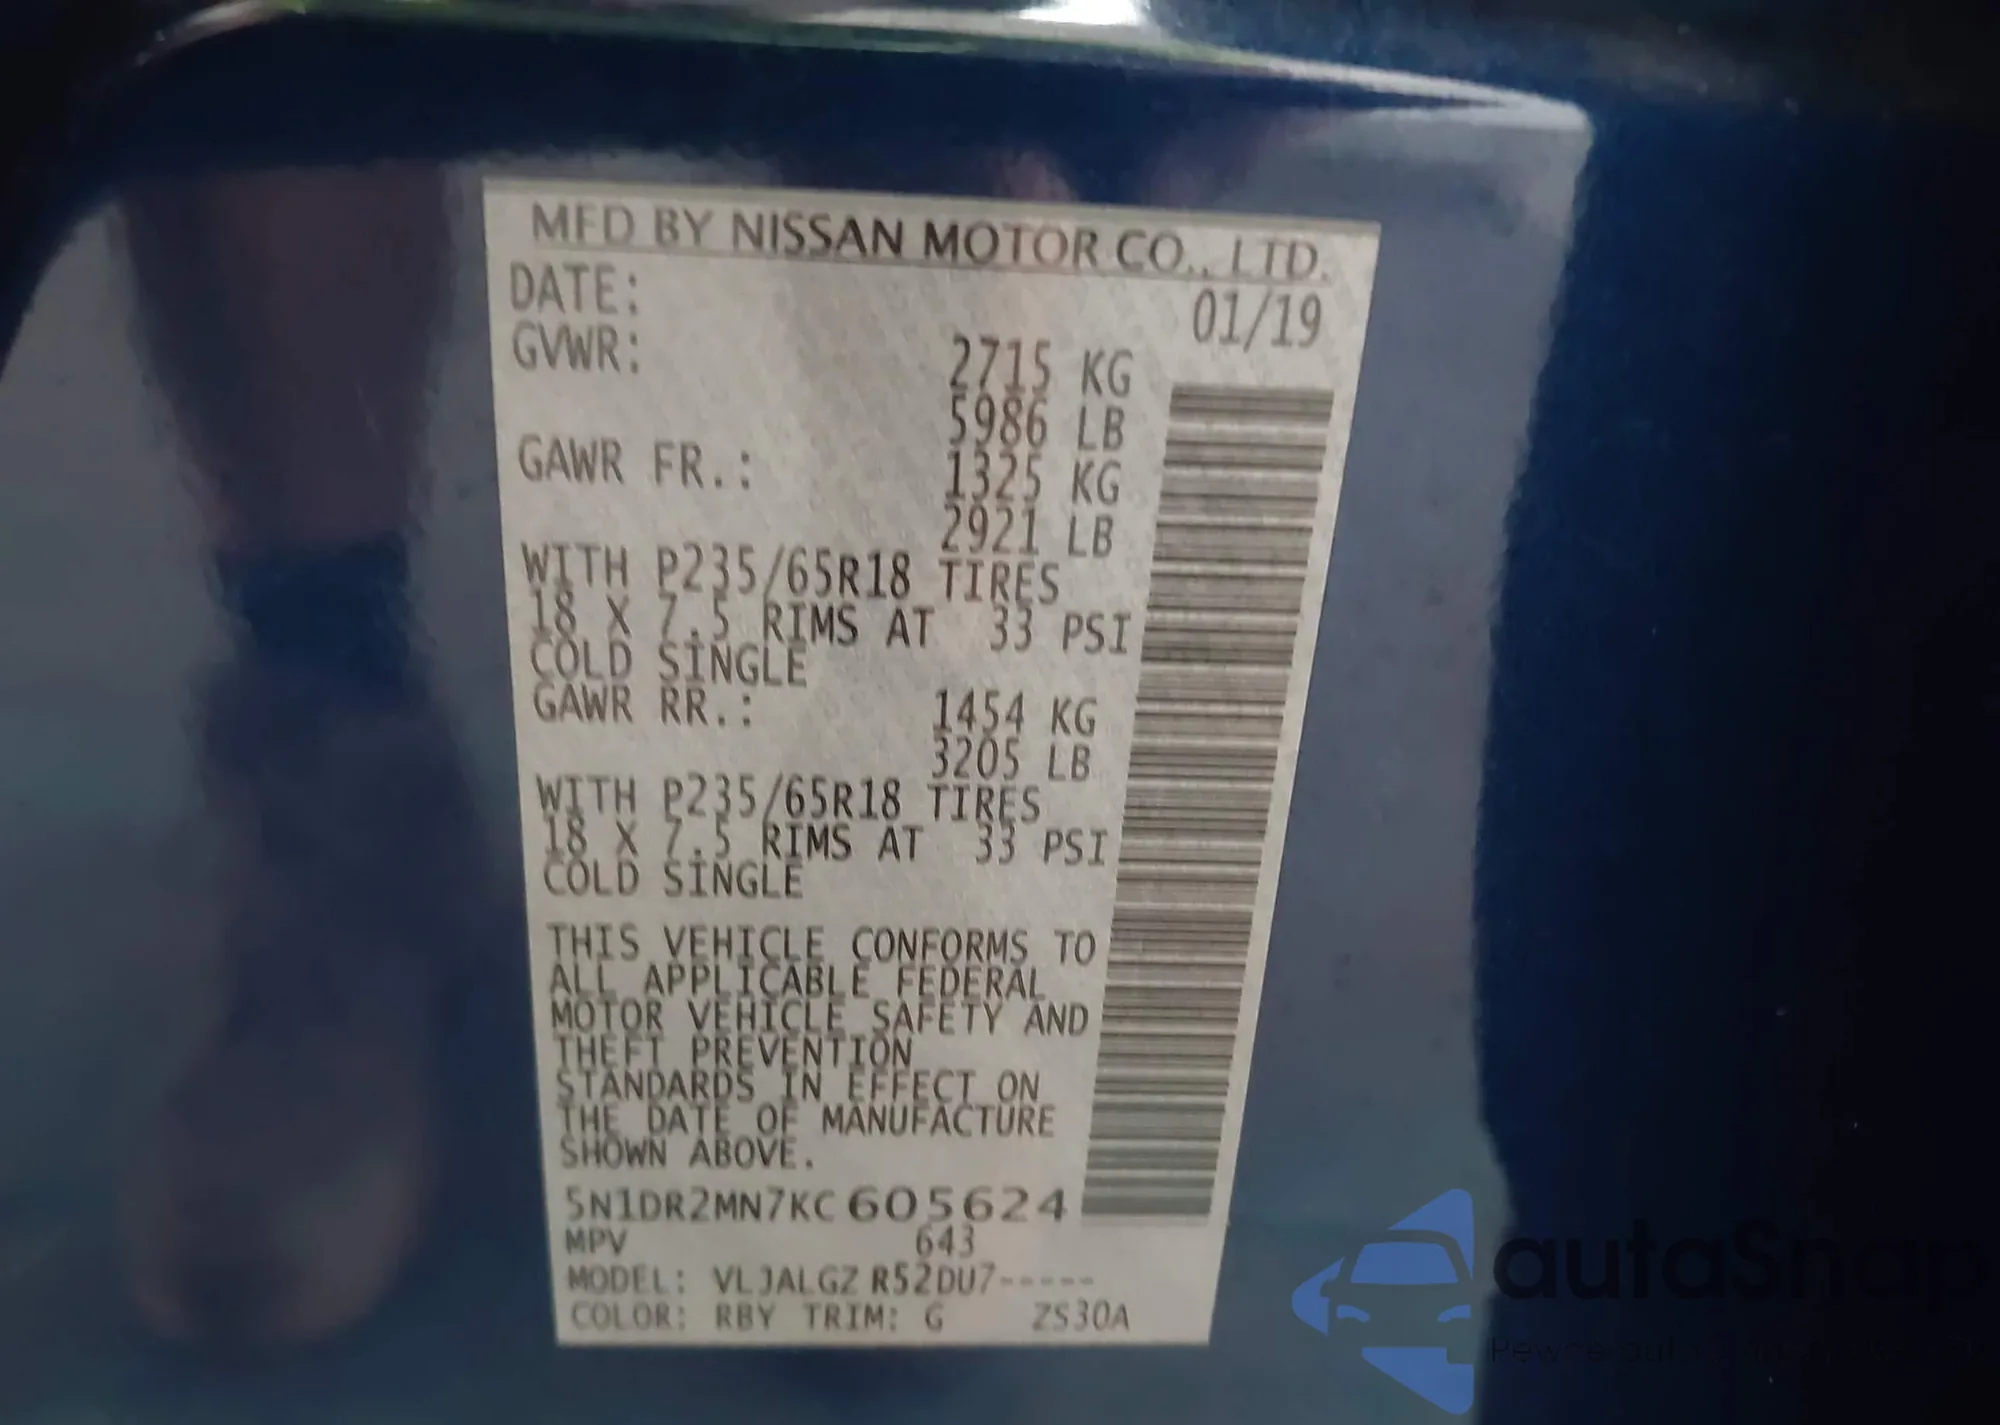 MFD BY NISSAN MOTOR CO., LTD.
DATE: 01/19
GVWR: 2715 KG
5986 LB
GAWR FR.: 1325 KG
2921 LB
WITH P235/65R18 TIRES
18 X 7.5 RIMS AT 33 PSI
COLD SINGLE
GAWR RR.: 1454 KG
3205 LB
WITH P235/65R18 TIRES
18 X 7.5 RIMS AT 33 PSI
COLD SINGLE
THIS VEHICLE CONFORMS TO
ALL APPLICABLE FEDERAL
MOTOR VEHICLE SAFETY AND
THEFT PREVENTION
STANDARDS IN EFFECT ON
THE DATE OF MANUFACTURE
SHOWN ABOVE.
5N1DR2MN7KC605624
MPV 643
MODEL: VLJALGZ R52DU7-----
COLOR: RBY TRIM: G ZS30A
autoSnap